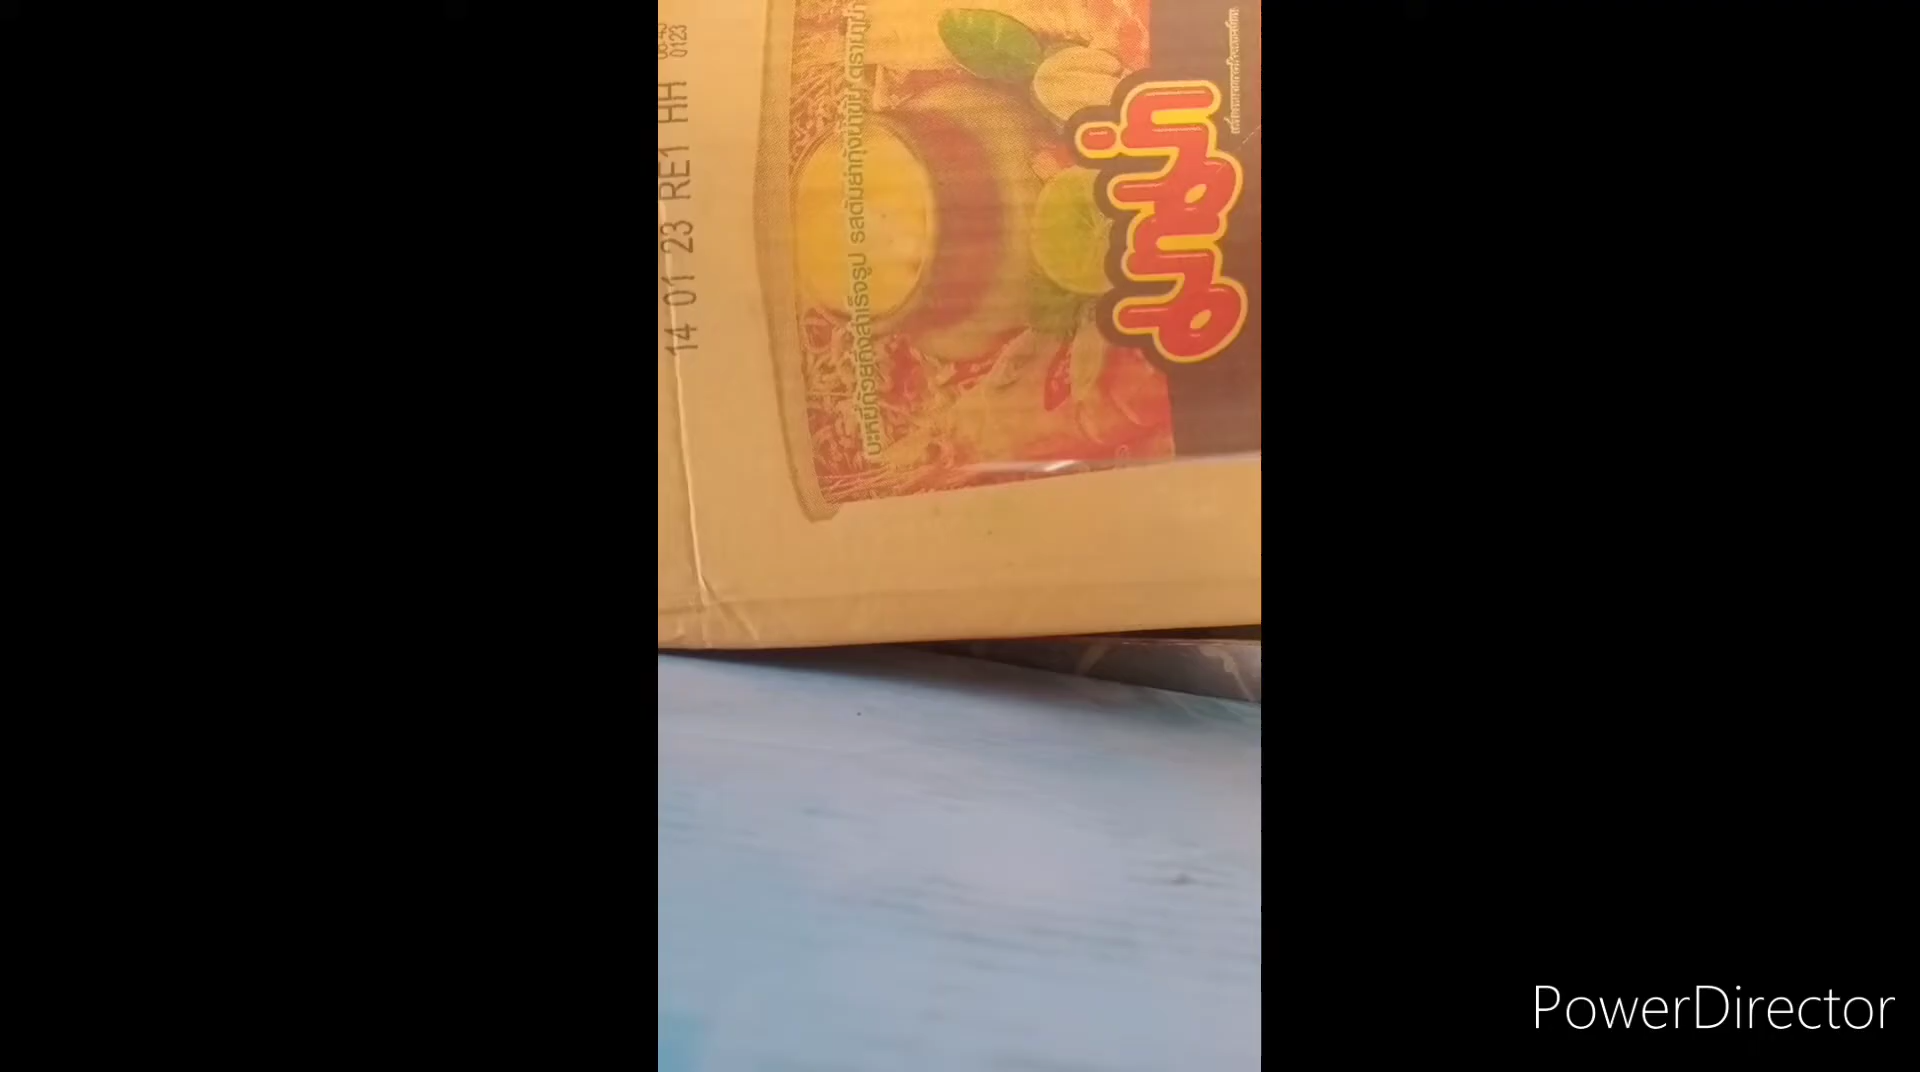 14 01 23 RE1 HH
0123
บะหมี่ถ้วยกึ่งสำเร็จรูป รสต้มยำกุ้งน้ำข้น ตรามาม่า
มาม่า
PowerDirector